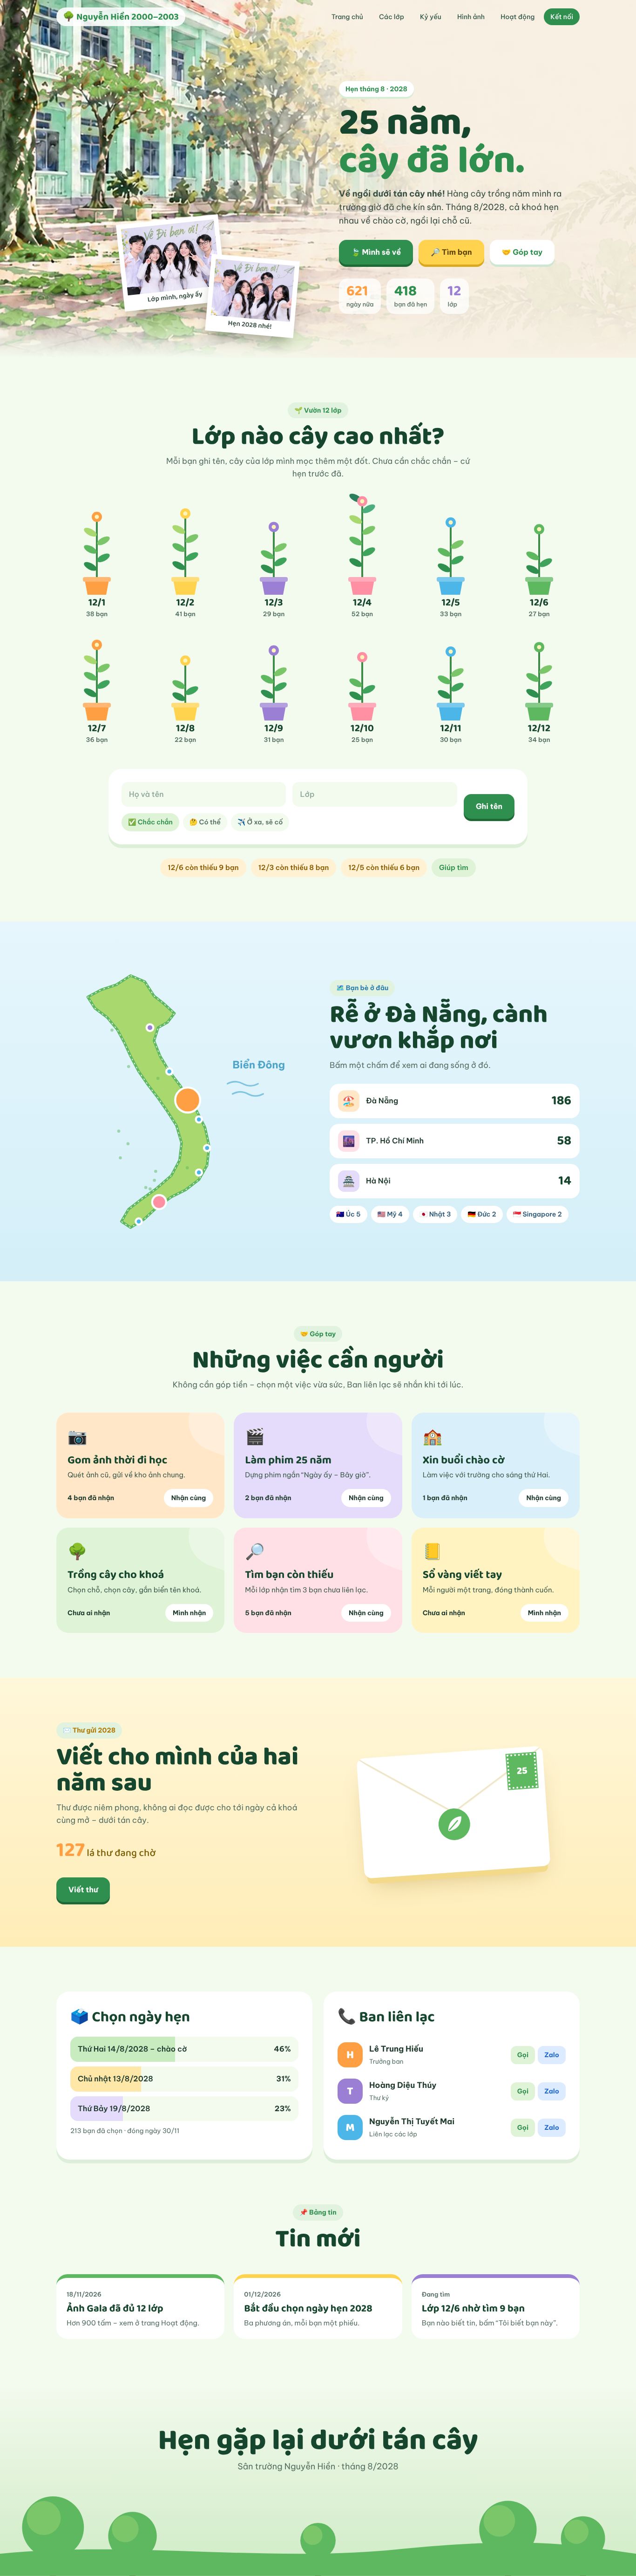 🌳 Nguyễn Hiền 2000–2003
Trang chủ Các lớp Kỷ yếu Hình ảnh Hoạt động Kết nối
Hẹn tháng 8 · 2028
25 năm,
cây đã lớn.
Về ngồi dưới tán cây nhé! Hàng cây trồng năm mình ra
trường giờ đã che kín sân. Tháng 8/2028, cả khoá hẹn
nhau về chào cờ, ngồi lại chỗ cũ.
🍃 Mình sẽ về 🔎 Tìm bạn 🤝 Góp tay
621 418 12
ngày nữa bạn đã hẹn lớp
Về Đi bạn ơi!
Lớp mình, ngày ấy
Về Đi bạn ơi!
Hẹn 2028 nhé!
🌱 Vườn 12 lớp
Lớp nào cây cao nhất?
Mỗi bạn ghi tên, cây của lớp mình mọc thêm một đốt. Chưa cần chắc chắn – cứ
hẹn trước đã.
12/1 12/2 12/3 12/4 12/5 12/6
38 bạn 41 bạn 29 bạn 52 bạn 33 bạn 27 bạn
12/7 12/8 12/9 12/10 12/11 12/12
36 bạn 22 bạn 31 bạn 25 bạn 30 bạn 34 bạn
Họ và tên Lớp
Ghi tên
✅ Chắc chắn 🤔 Có thể ✈️ Ở xa, sẽ cố
12/6 còn thiếu 9 bạn 12/3 còn thiếu 8 bạn 12/5 còn thiếu 6 bạn Giúp tìm
Biển Đông
🗺️ Bạn bè ở đâu
Rễ ở Đà Nẵng, cành
vươn khắp nơi
Bấm một chấm để xem ai đang sống ở đó.
Đà Nẵng 186
TP. Hồ Chí Minh 58
Hà Nội 14
🇦🇺 Úc 5 🇺🇸 Mỹ 4 🇯🇵 Nhật 3 🇩🇪 Đức 2 🇸🇬 Singapore 2
🤝 Góp tay
Những việc cần người
Không cần góp tiền – chọn một việc vừa sức, Ban liên lạc sẽ nhắn khi tới lúc.
Gom ảnh thời đi học
Quét ảnh cũ, gửi về kho ảnh chung.
4 bạn đã nhận Nhận cùng
Làm phim 25 năm
Dựng phim ngắn “Ngày ấy – Bây giờ”.
2 bạn đã nhận Nhận cùng
Xin buổi chào cờ
Làm việc với trường cho sáng thứ Hai.
1 bạn đã nhận Nhận cùng
Trồng cây cho khoá
Chọn chỗ, chọn cây, gắn biển tên khoá.
Chưa ai nhận Mình nhận
Tìm bạn còn thiếu
Mỗi lớp nhận tìm 3 bạn chưa liên lạc.
5 bạn đã nhận Nhận cùng
Sổ vàng viết tay
Mỗi người một trang, đóng thành cuốn.
Chưa ai nhận Mình nhận
✉️ Thư gửi 2028
Viết cho mình của hai
năm sau
Thư được niêm phong, không ai đọc được cho tới ngày cả khoá
cùng mở – dưới tán cây.
127 lá thư đang chờ
Viết thư
25
🗳️ Chọn ngày hẹn
Thứ Hai 14/8/2028 – chào cờ 46%
Chủ nhật 13/8/2028 31%
Thứ Bảy 19/8/2028 23%
213 bạn đã chọn · đóng ngày 30/11
📞 Ban liên lạc
H Lê Trung Hiếu Gọi Zalo
Trưởng ban
T Hoàng Diệu Thúy Gọi Zalo
Thư ký
M Nguyễn Thị Tuyết Mai Gọi Zalo
Liên lạc các lớp
📌 Bảng tin
Tin mới
18/11/2026
Ảnh Gala đã đủ 12 lớp
Hơn 900 tấm – xem ở trang Hoạt động.
01/12/2026
Bắt đầu chọn ngày hẹn 2028
Ba phương án, mỗi bạn một phiếu.
Đang tìm
Lớp 12/6 nhờ tìm 9 bạn
Bạn nào biết tin, bấm “Tôi biết bạn này”.
Hẹn gặp lại dưới tán cây
Sân trường Nguyễn Hiền · tháng 8/2028